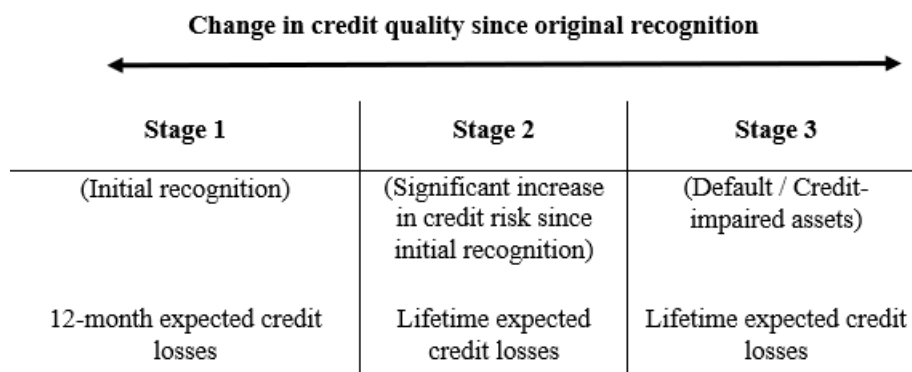 Change in credit quality since original recognition
Stage 1
Stage 2
Stage 3
(Initial recognition)
(Significant increase
in credit risk since
initial recognition)
(Default / Credit-
impaired assets)
12-month expected credit
losses
Lifetime expected
credit losses
Lifetime expected credit
losses